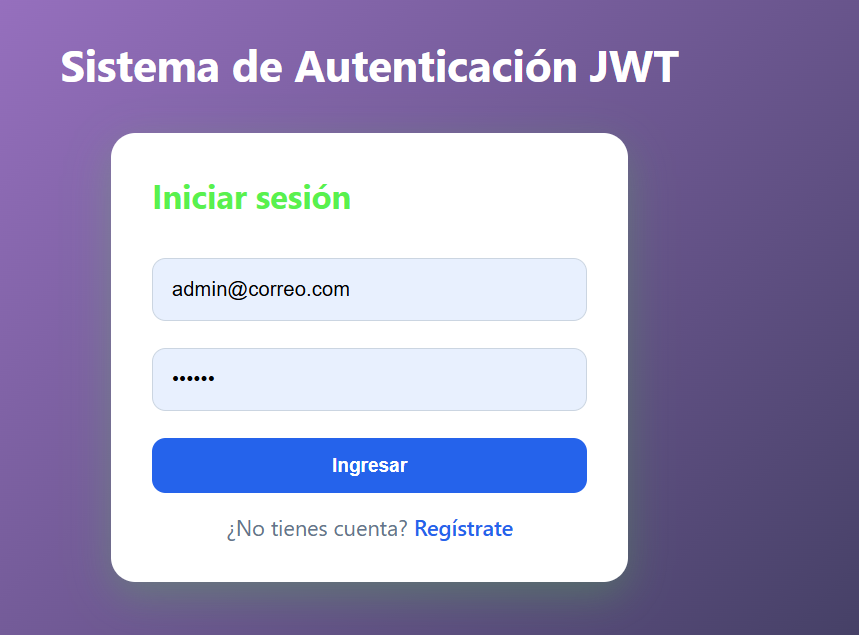 Sistema de Autenticación JWT
Iniciar sesión
admin@correo.com
••••••
Ingresar
¿No tienes cuenta? Regístrate